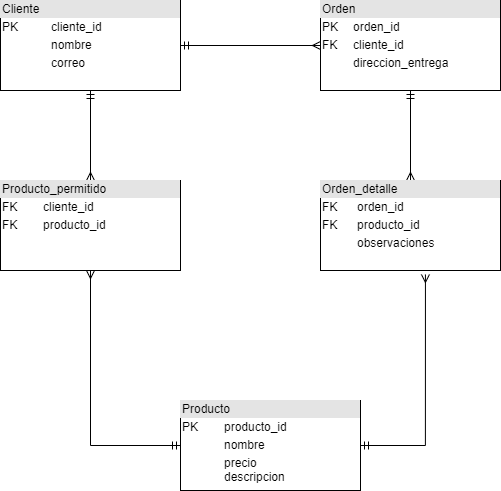 Cliente
PK cliente_id
nombre
correo
Orden
PK orden_id
FK cliente_id
direccion_entrega
Producto_permitido
FK cliente_id
FK producto_id
Orden_detalle
FK orden_id
FK producto_id
observaciones
Producto
PK producto_id
nombre
precio
descripcion